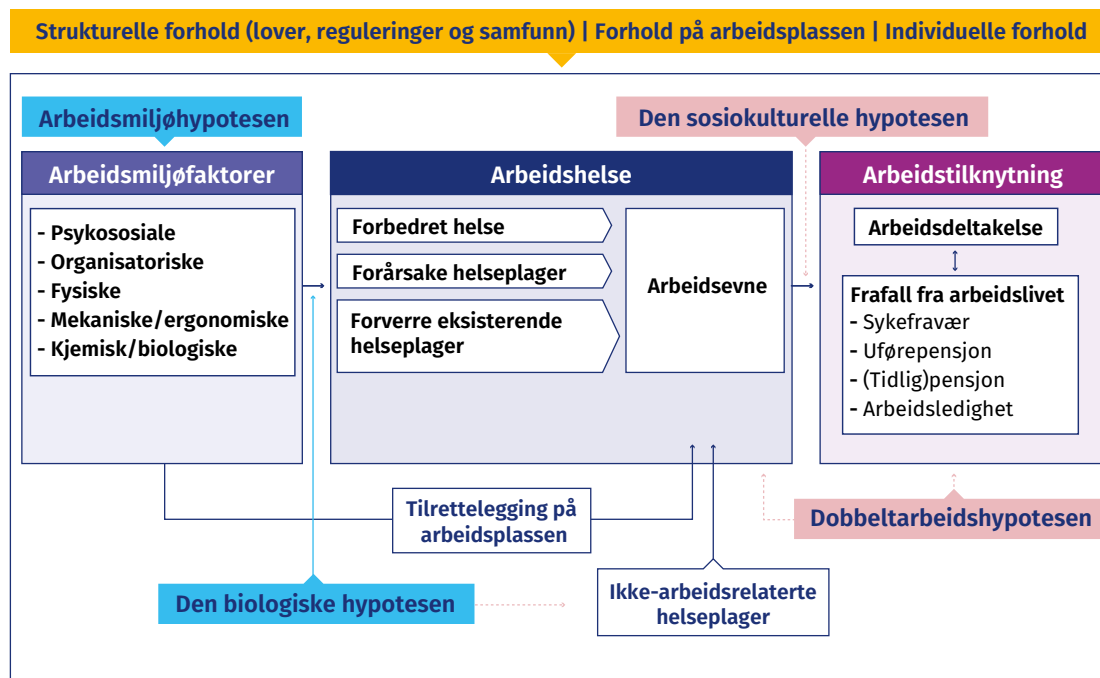 Strukturelle forhold (lover, reguleringer og samfunn) | Forhold på arbeidsplassen | Individuelle forhold
Arbeidsmiljøhypotesen
Den sosiokulturelle hypotesen
Arbeidsmiljøfaktorer
- Psykososiale
- Organisatoriske
- Fysiske
- Mekaniske/ergonomiske
- Kjemisk/biologiske
Arbeidshelse
Forbedret helse
Forårsake helseplager
Forverre eksisterende
helseplager
Arbeidsevne
Arbeidstilknytning
Arbeidsdeltakelse
Frafall fra arbeidslivet
- Sykefravær
- Uførepensjon
- (Tidlig)pensjon
- Arbeidsledighet
Tilrettelegging på
arbeidsplassen
Dobbeltarbeidshypotesen
Den biologiske hypotesen
Ikke-arbeidsrelaterte
helseplager